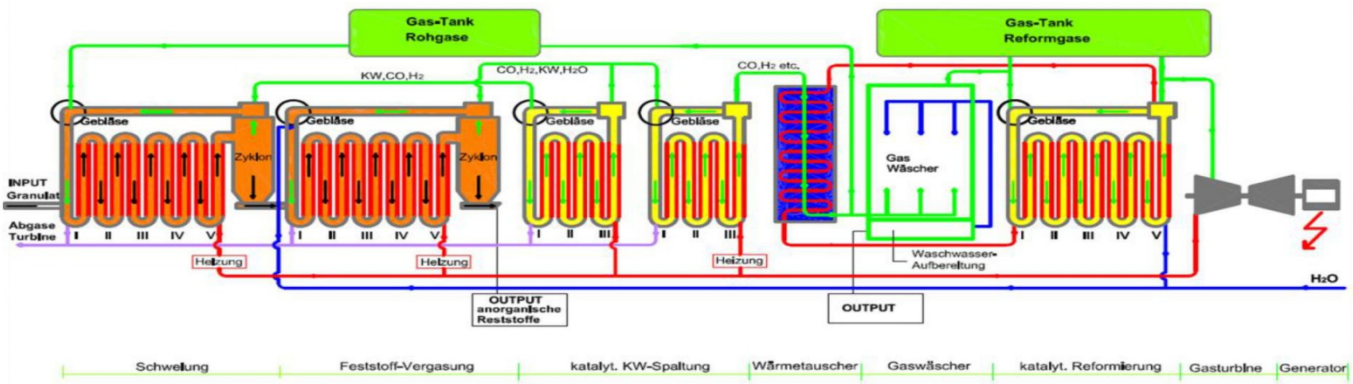 Gas-Tank
Rohgase
Gas-Tank
Reformgase
KW,CO,H2
CO,H2,KW,H2O
CO,H2 etc.
Gebläse
Gebläse
Gebläse
Gebläse
Gebläse
Zyklon
Zyklon
Gas
Wäscher
INPUT
Granulat
Abgase
Turbine
I II III IV V
I II III IV V
I II III.
I II III.
I II III IV V
Heizung
Heizung
Heizung
Waschwasser-
Aufbereitung
H2O
OUTPUT
anorganische
Reststoffe
OUTPUT
Schwelung
Feststoff-Vergasung
katalyt. KW-Spaltung
Wärmetauscher
Gaswäscher
katalyt. Reformierung
Gasturbine
Generator